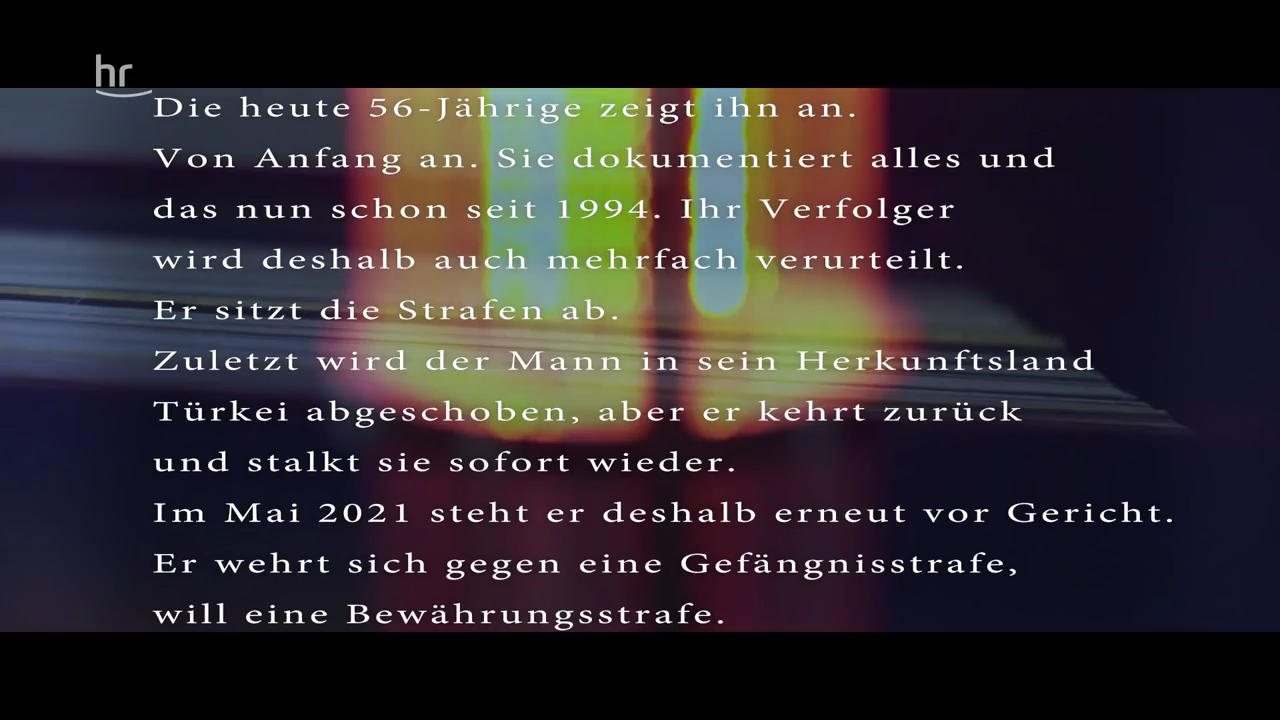 hr
Die heute 56-Jährige zeigt ihn an.
Von Anfang an. Sie dokumentiert alles und
das nun schon seit 1994. Ihr Verfolger
wird deshalb auch mehrfach verurteilt.
Er sitzt die Strafen ab.
Zuletzt wird der Mann in sein Herkunftsland
Türkei abgeschoben, aber er kehrt zurück
und stalkt sie sofort wieder.
Im Mai 2021 steht er deshalb erneut vor Gericht.
Er wehrt sich gegen eine Gefängnisstrafe,
will eine Bewährungsstrafe.